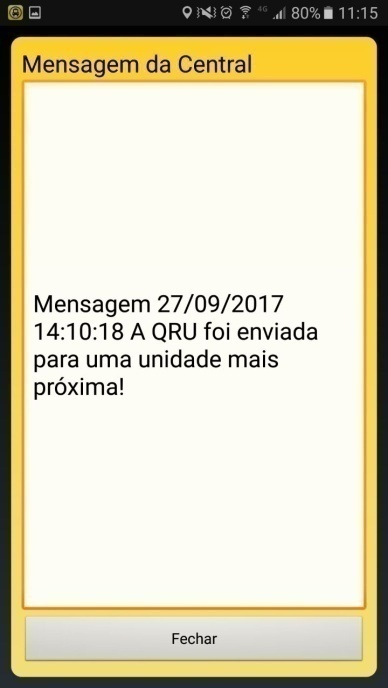 80% 11:15
Mensagem da Central
Mensagem 27/09/2017
14:10:18 A QRU foi enviada
para uma unidade mais
próxima!
Fechar